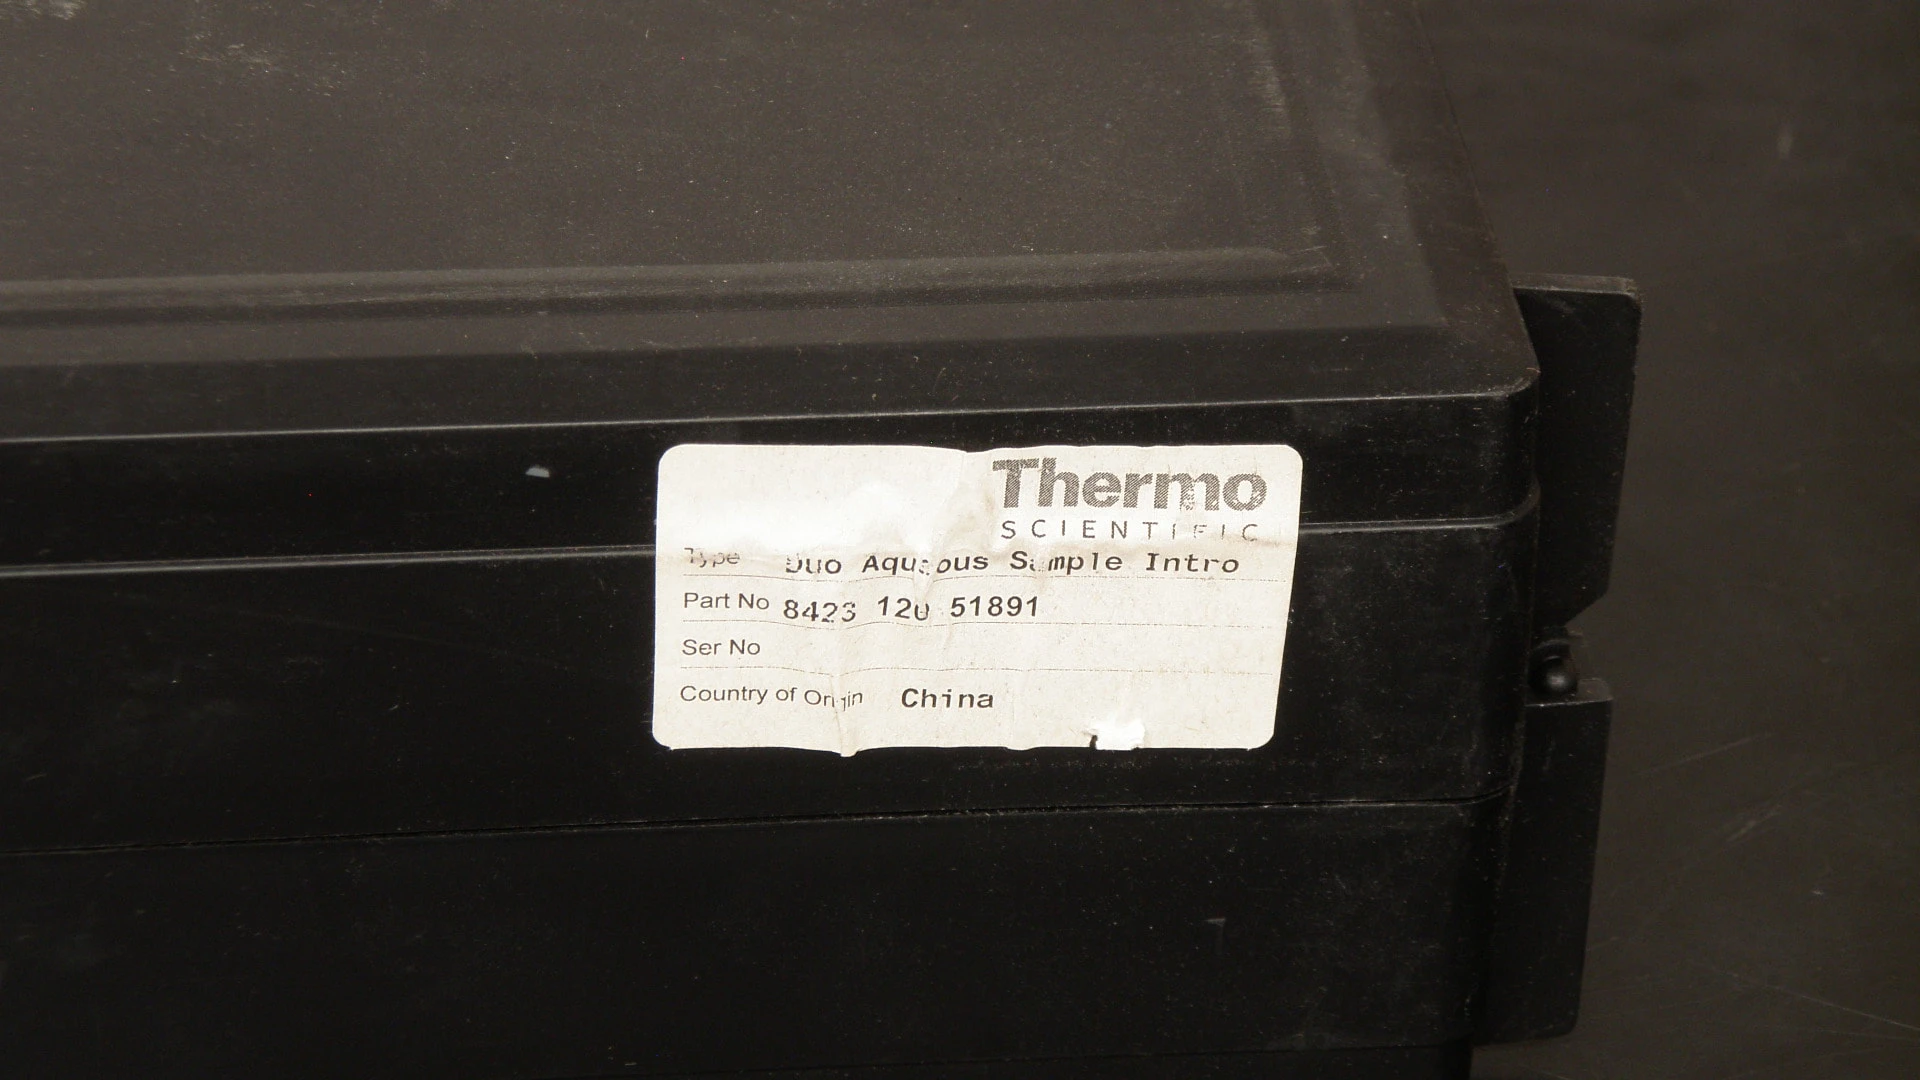 Thermo
SCIENTIFIC
Type Duo Aqueous Sample Intro
Part No 8423 120 51891
Ser No
Country of Origin China